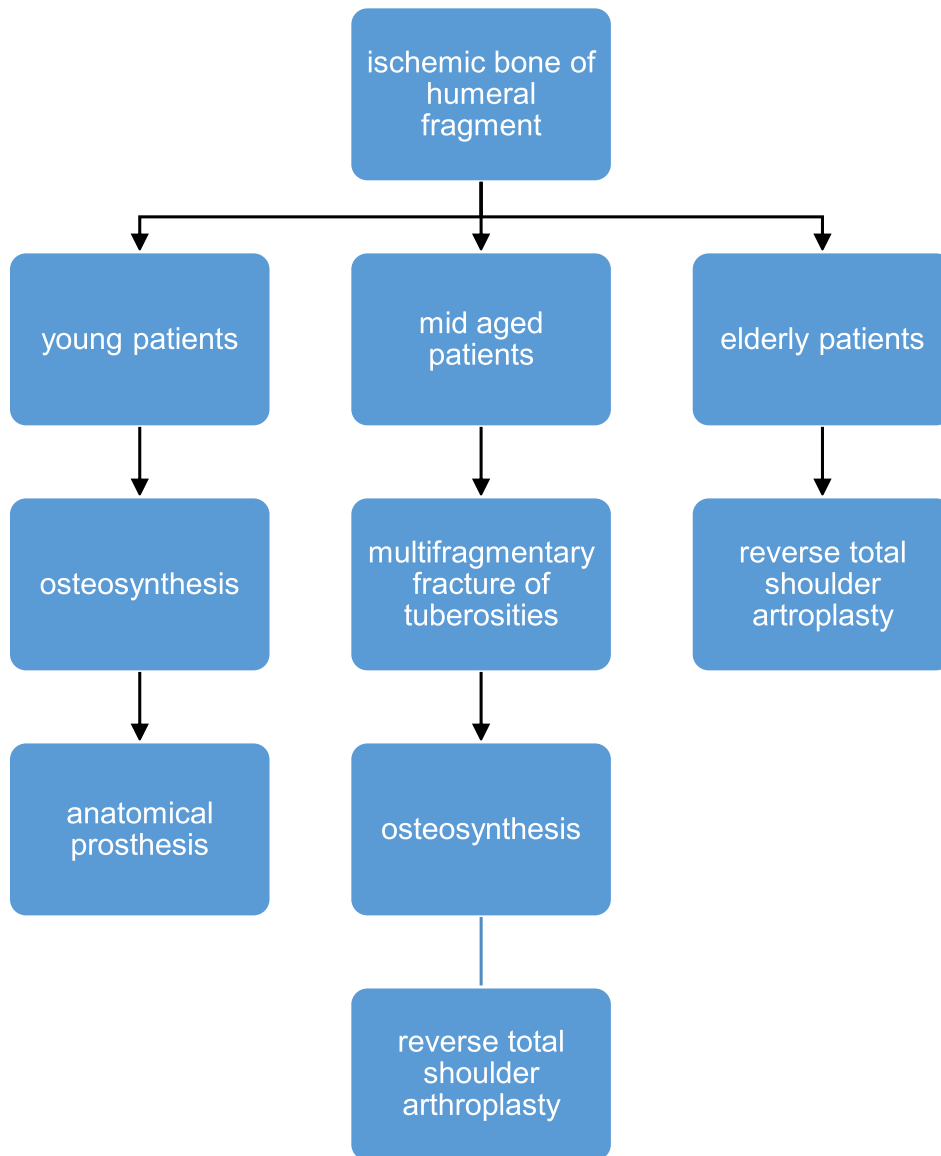 ischemic bone of
humeral
fragment
young patients
mid aged
patients
elderly patients
osteosynthesis
multifragmentary
fracture of
tuberosities
reverse total
shoulder
artroplasty
anatomical
prosthesis
osteosynthesis
reverse total
shoulder
arthroplasty